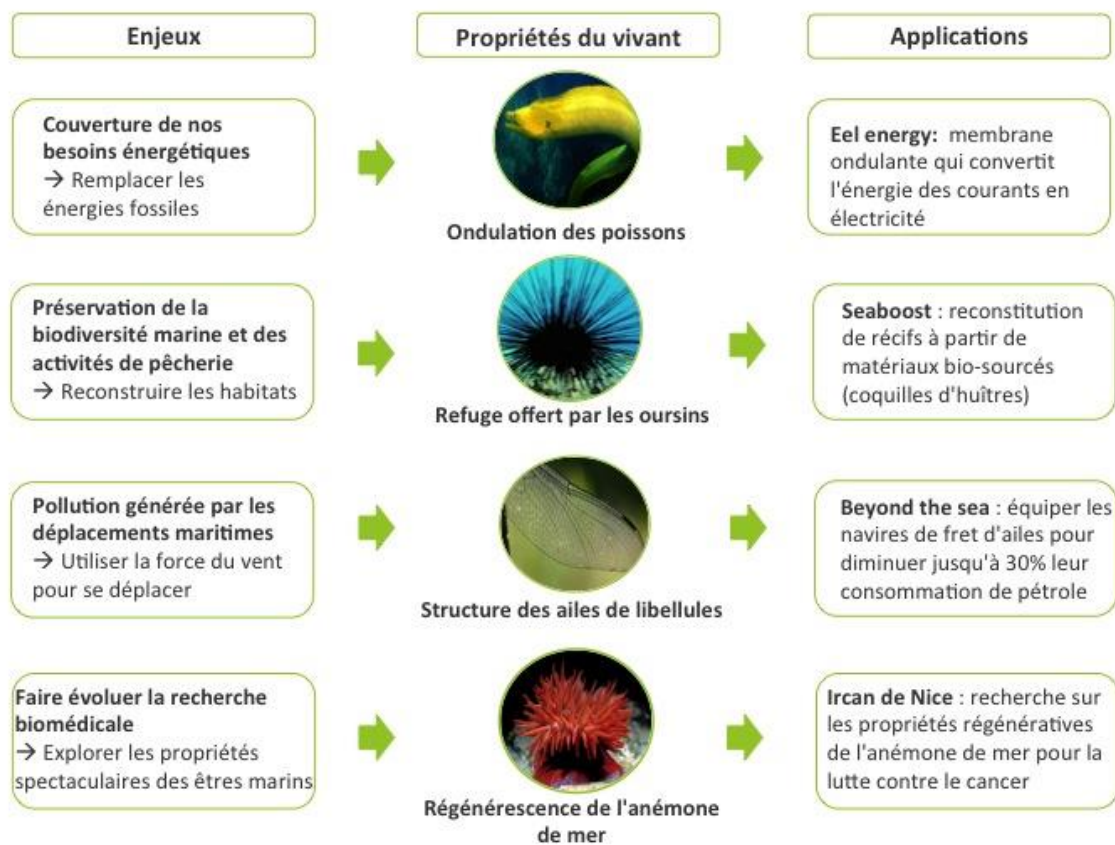 Enjeux
Propriétés du vivant
Applications
Couverture de nos
besoins énergétiques
→ Remplacer les
énergies fossiles
Ondulation des poissons
Eel energy: membrane
ondulante qui convertit
l'énergie des courants en
électricité
Préservation de la
biodiversité marine et des
activités de pêcherie
→ Reconstruire les habitats
Refuge offert par les oursins
Seaboost : reconstitution
de récifs à partir de
matériaux bio-sourcés
(coquilles d'huîtres)
Pollution générée par les
déplacements maritimes
→ Utiliser la force du vent
pour se déplacer
Structure des ailes de libellules
Beyond the sea : équiper les
navires de fret d'ailes pour
diminuer jusqu'à 30% leur
consommation de pétrole
Faire évoluer la recherche
biomédicale
→ Explorer les propriétés
spectaculaires des êtres marins
Régénérescence de l'anémone
de mer
Ircan de Nice : recherche sur
les propriétés régénératives
de l'anémone de mer pour la
lutte contre le cancer